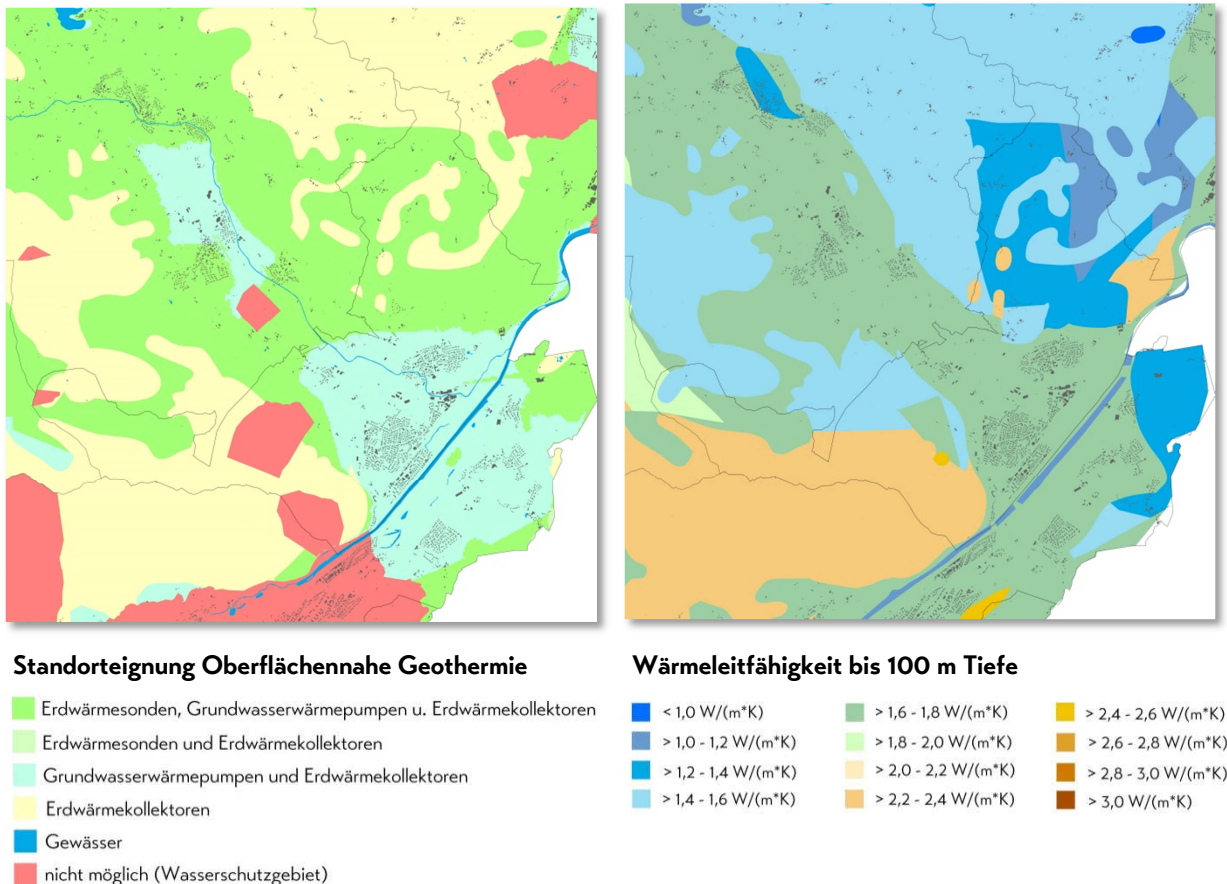 Standorteignung Oberflächennahe Geothermie
Erdwärmesonden, Grundwasserwärmepumpen u. Erdwärmekollektoren
Erdwärmesonden und Erdwärmekollektoren
Grundwasserwärmepumpen und Erdwärmekollektoren
Erdwärmekollektoren
Gewässer
nicht möglich (Wasserschutzgebiet)
Wärmeleitfähigkeit bis 100 m Tiefe
< 1,0 W/(m*K)
> 1,0 - 1,2 W/(m*K)
> 1,2 - 1,4 W/(m*K)
> 1,4 - 1,6 W/(m*K)
> 1,6 - 1,8 W/(m*K)
> 1,8 - 2,0 W/(m*K)
> 2,0 - 2,2 W/(m*K)
> 2,2 - 2,4 W/(m*K)
> 2,4 - 2,6 W/(m*K)
> 2,6 - 2,8 W/(m*K)
> 2,8 - 3,0 W/(m*K)
> 3,0 W/(m*K)